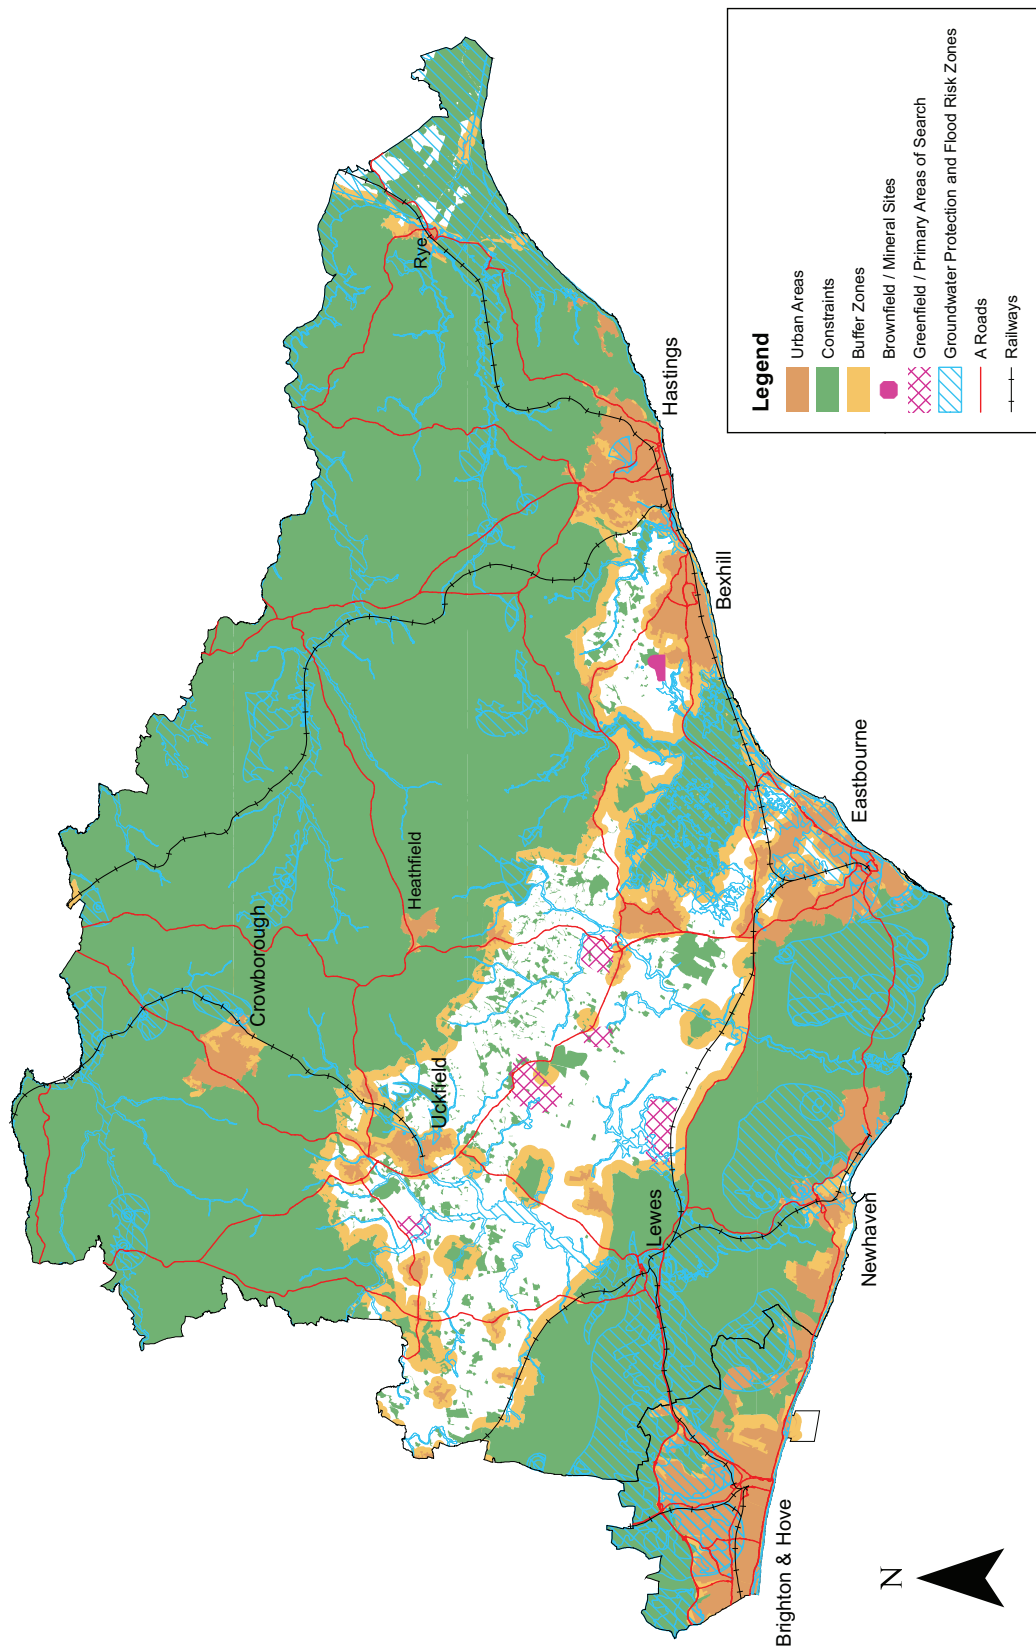 Crowborough
Heathfield
Uckfield
Rye
Hastings
Bexhill
Eastbourne
Lewes
Newhaven
Brighton & Hove
N
Legend
Urban Areas
Constraints
Buffer Zones
Brownfield / Mineral Sites
Greenfield / Primary Areas of Search
Groundwater Protection and Flood Risk Zones
A Roads
Railways